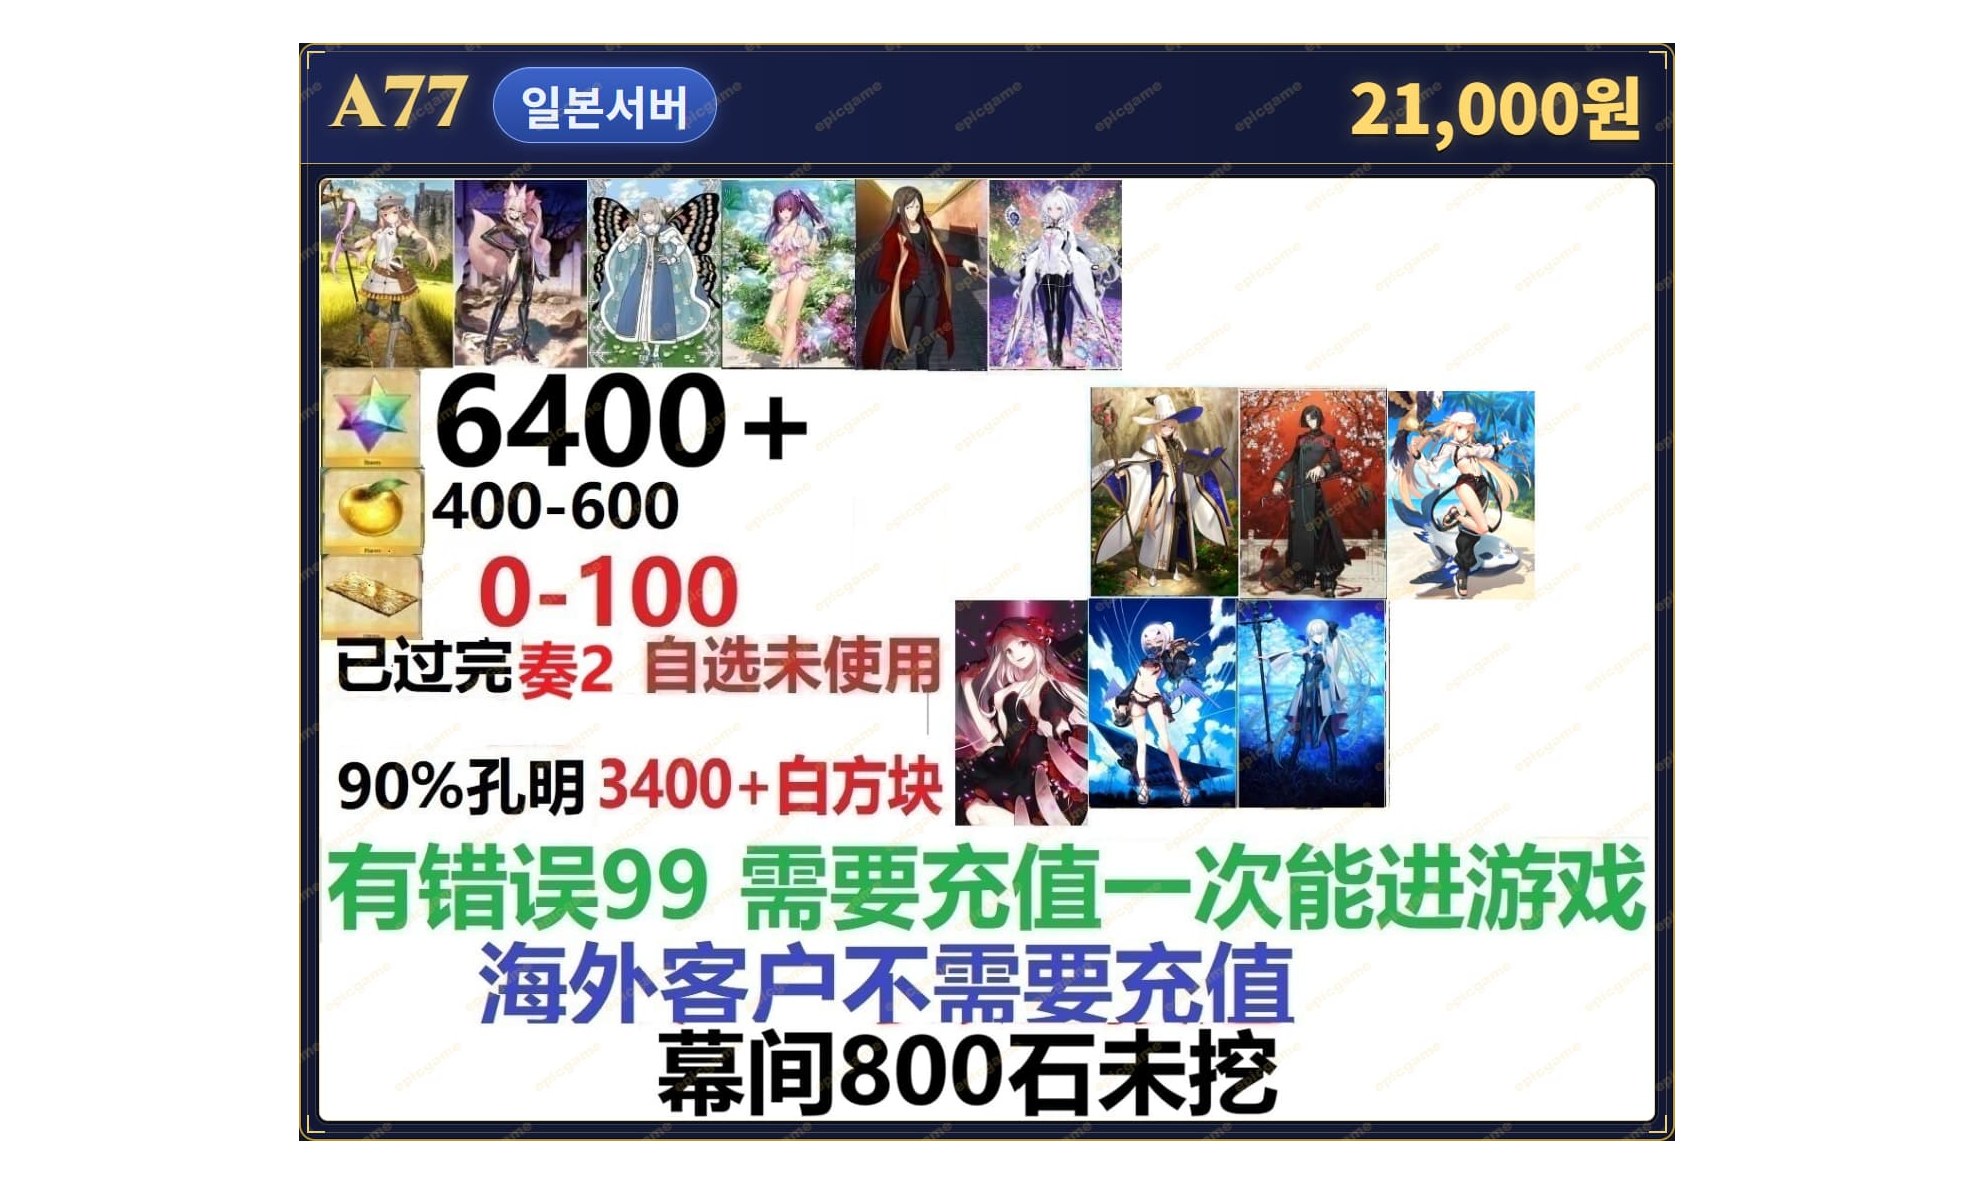 A77 일본서버 21,000원
6400+
400-600
0-100
已过完奏2 自选未使用
90%孔明 3400+白方块
有错误99 需要充值一次能进游戏
海外客户不需要充值
幕间800石未挖
epicgame